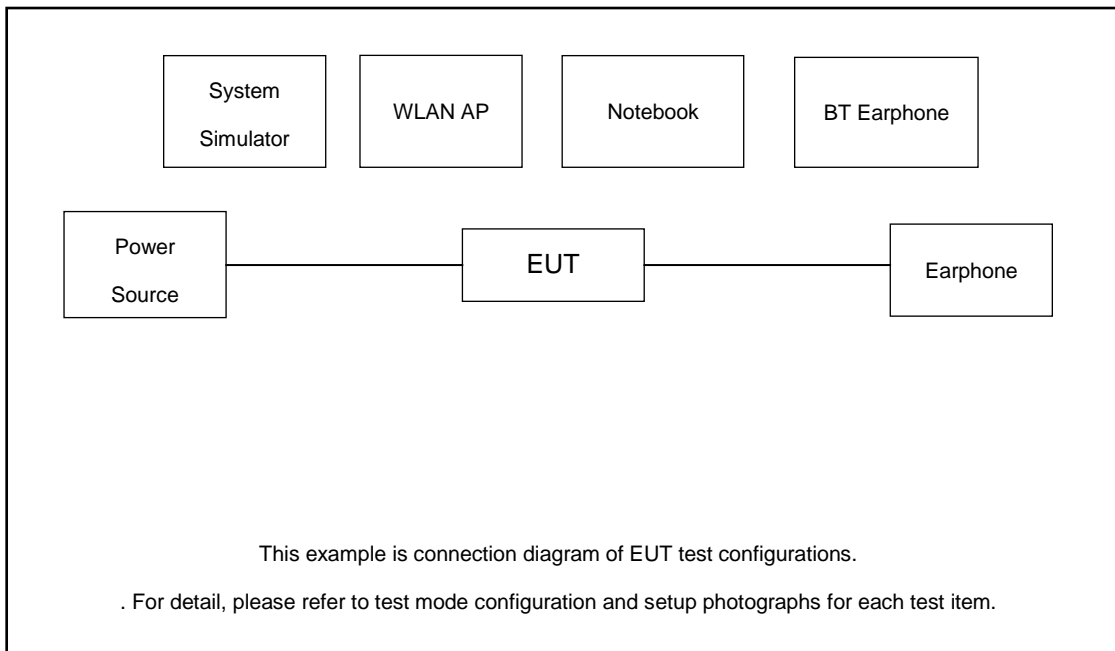 System
Simulator
WLAN AP
Notebook
BT Earphone
Power
Source
EUT
Earphone
This example is connection diagram of EUT test configurations.
. For detail, please refer to test mode configuration and setup photographs for each test item.